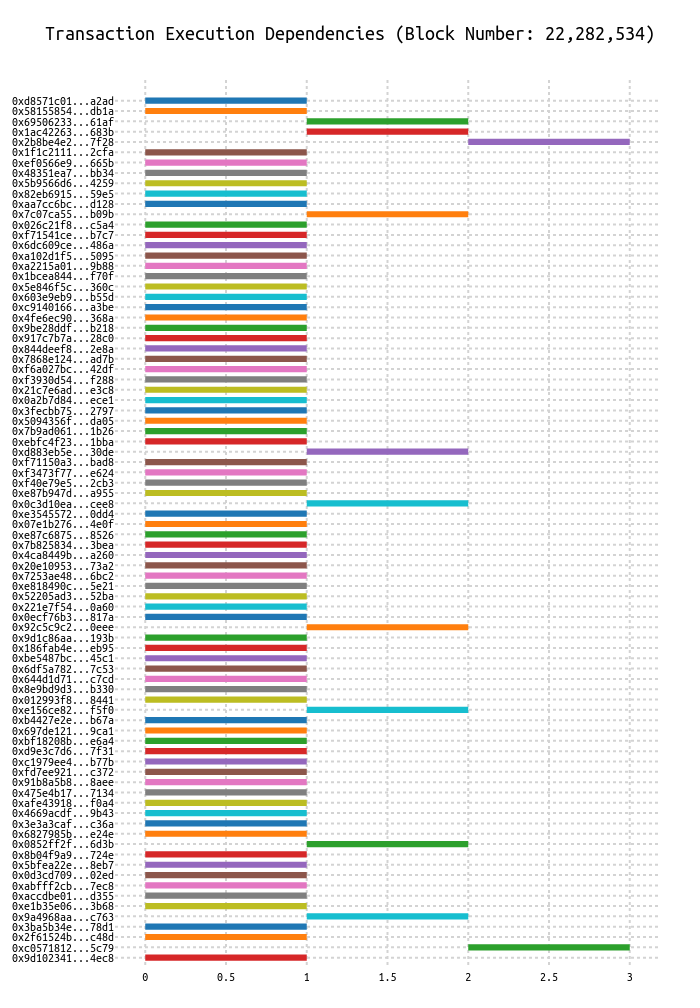 Transaction Execution Dependencies (Block Number: 22,282,534)
0xd8571c01...a2ad
0x58155854...db1a
0x69506233...61af
0x1ac42263...683b
0x2b8be4e2...7f28
0x1f1c2111...2cfa
0xef0566e9...665b
0x48351ea7...bb34
0x5b9566d6...4259
0x82eb6915...59e5
0xaa7cc6bc...d128
0x7c07ca55...b09b
0x026c21f8...c5a4
0xf71541ce...b7c7
0x6dc609ce...486a
0xa102d1f5...5095
0xa2215a01...9b88
0x1bcea844...f70f
0x5e846f5c...360c
0x603e9eb9...b55d
0xc9140166...a3be
0x4fe6ec90...368a
0x9be28ddf...b218
0x917c7b7a...28c0
0x844deef8...2e8a
0x7868e124...ad7b
0xf6a027bc...42df
0xf3930d54...f288
0x21c7e6ad...e3c8
0x0a2b7d84...ece1
0x3fecbb75...2797
0x5094356f...da05
0x7b9ad061...1b26
0xebfc4f23...1bba
0xd883eb5e...30de
0xf71150a3...bad8
0xf3473f77...e624
0xf40e79e5...2cb3
0xe87b947d...a955
0x0c3d10ea...cee8
0xe3545572...0dd4
0x07e1b276...4e0f
0xe87c6875...8526
0x7b825834...3bea
0x4ca8449b...a260
0x20e10953...73a2
0x7253ae48...6bc2
0xe818490c...5e21
0x52205ad3...52ba
0x221e7f54...0a60
0x0ecf76b3...817a
0x92c5c9c2...0eee
0x9d1c86aa...193b
0x186fab4e...eb95
0xbe5487bc...45c1
0x6df5a782...7c53
0x644d1d71...c7cd
0x8e9bd9d3...b330
0x012993f8...8441
0xe156ce82...f5f0
0xb4427e2e...b67a
0x697de121...9ca1
0xbf18208b...e6a4
0xd9e3c7d6...7f31
0xc1979ee4...b77b
0xfd7ee921...c372
0x91b8a5b8...8aee
0x475e4b17...7134
0xafe43918...f0a4
0x4669acdf...9b43
0x3e3a3caf...c36a
0x6827985b...e24e
0x0852ff2f...6d3b
0x8b04f9a9...724e
0x5bfea22e...8eb7
0x0d3cd709...02ed
0xabfff2cb...7ec8
0xaccdbe01...d355
0xe1b35e06...3b68
0x9a4968aa...c763
0x3ba5b34e...78d1
0x2f61524b...c48d
0xc0571812...5c79
0x9d102341...4ec8
0 0.5 1 1.5 2 2.5 3